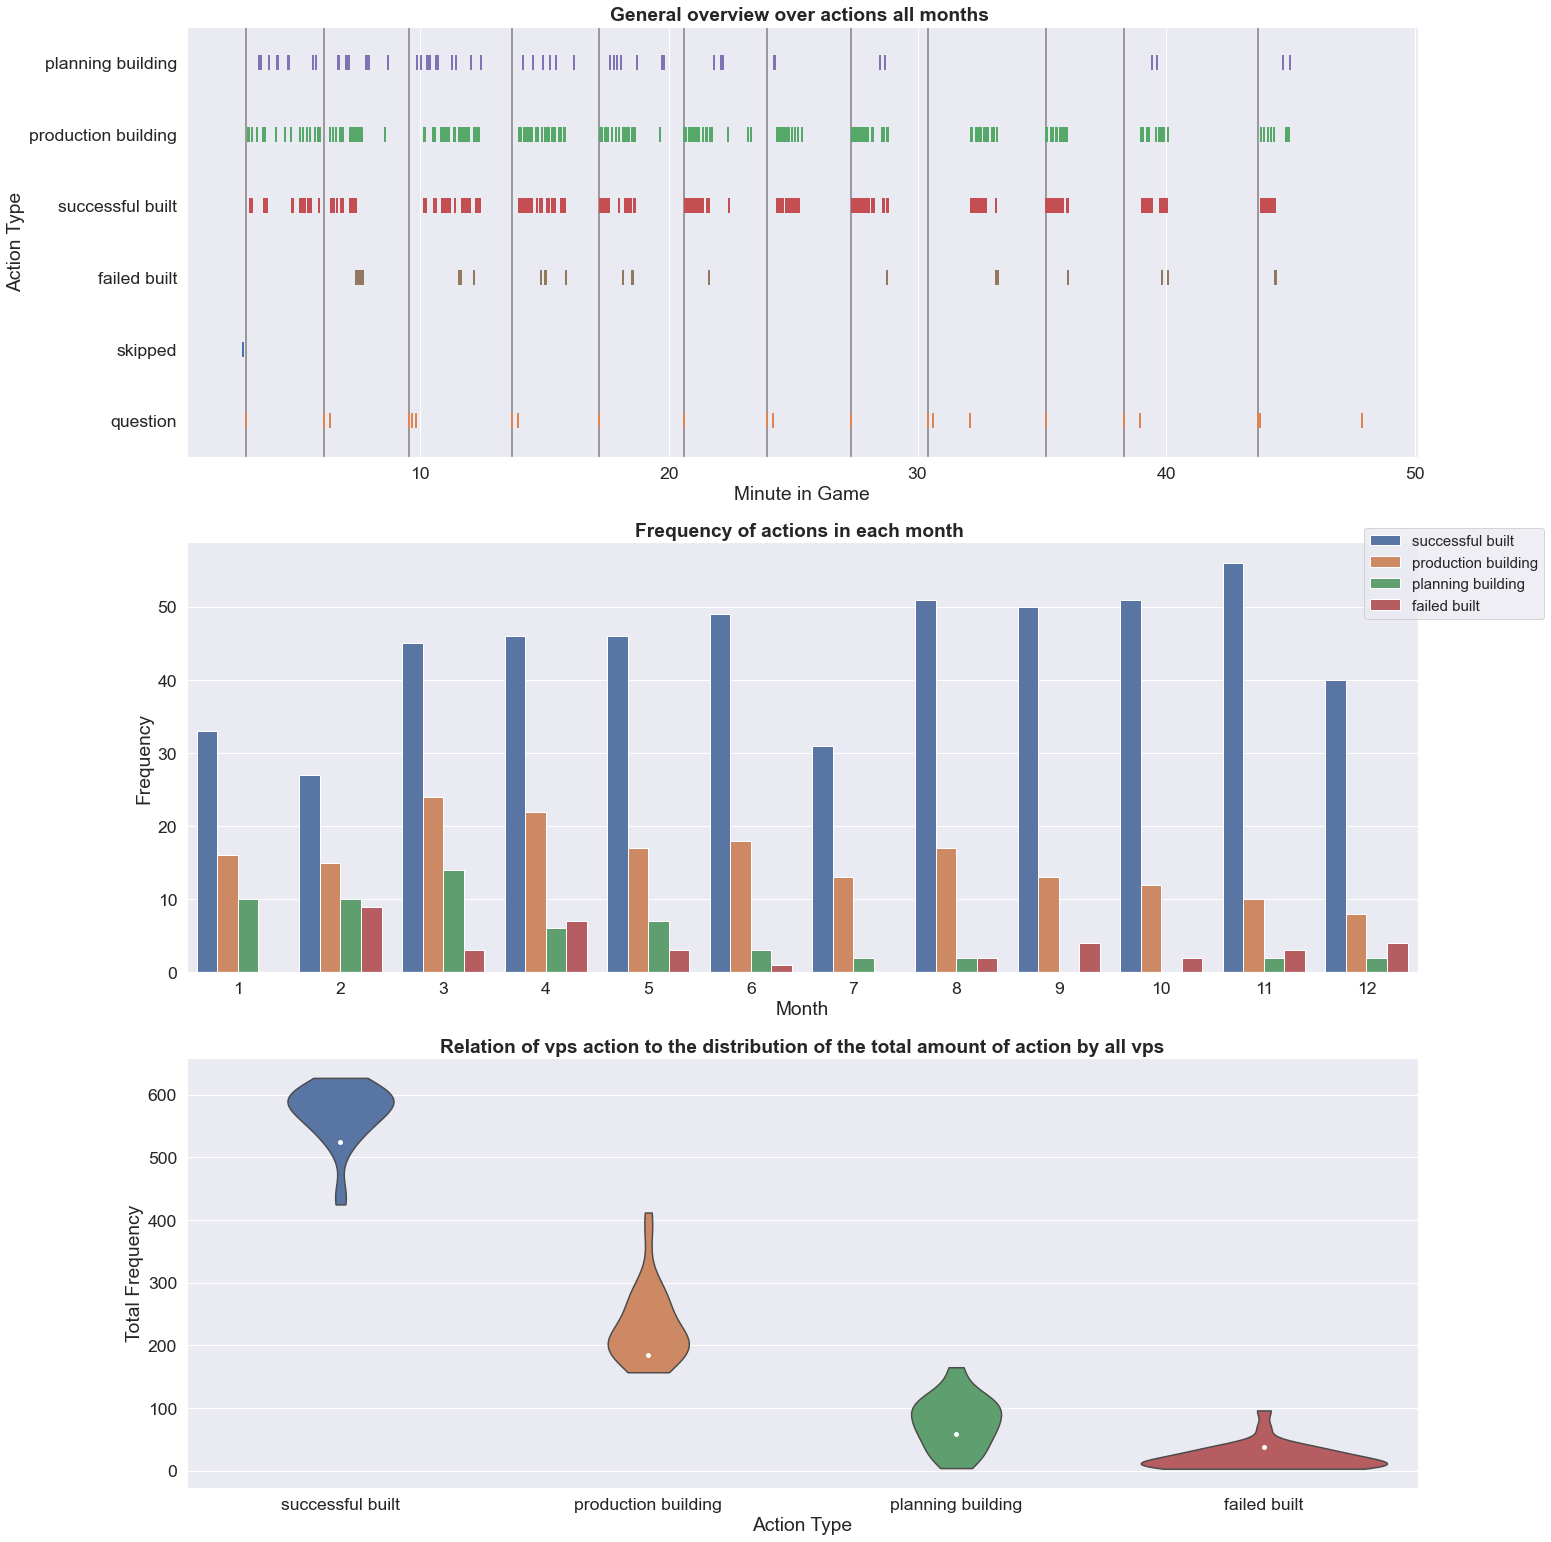 General overview over actions all months
planning building
production building
successful built
failed built
skipped
question
Action Type
10 20 30 40 50
Minute in Game
Frequency of actions in each month
successful built
production building
planning building
failed built
50
40
30
20
10
0
Frequency
1 2 3 4 5 6 7 8 9 10 11 12
Month
Relation of vps action to the distribution of the total amount of action by all vps
600
500
400
300
200
100
0
Total Frequency
successful built production building planning building failed built
Action Type